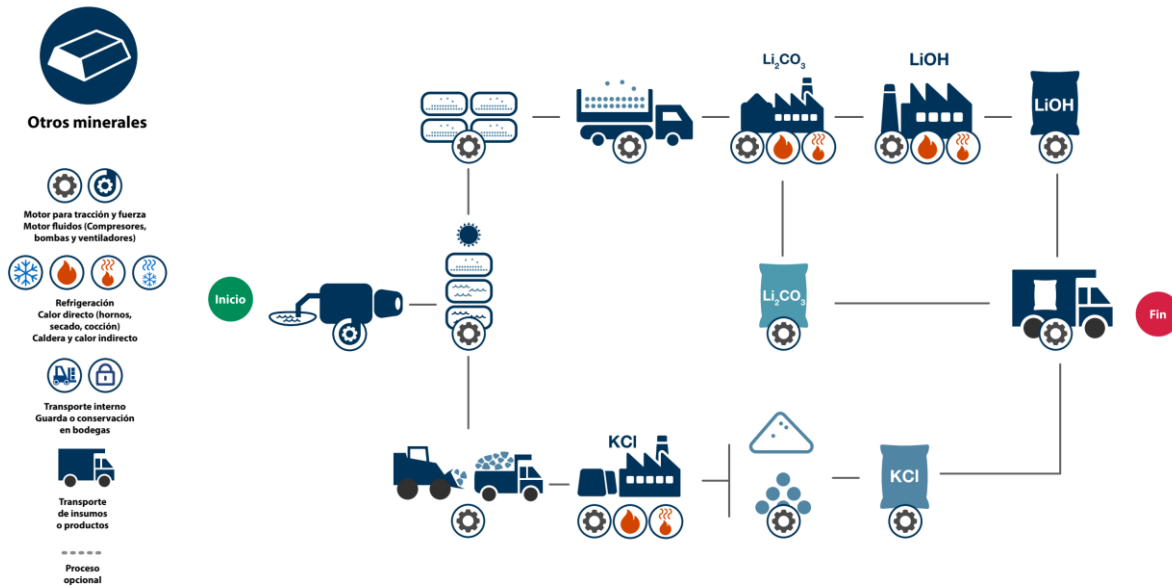 Otros minerales
Motor para tracción y fuerza
Motor fluidos (Compresores,
bombas y ventiladores)
Refrigeración
Calor directo (hornos,
secado, cocción)
Caldera y calor indirecto
Transporte interno
Guarda o conservación
en bodegas
Transporte
de insumos
o productos
Proceso
opcional
Inicio
Li₂CO₃
LiOH
LiOH
Li₂CO₃
Fin
KCl
KCl